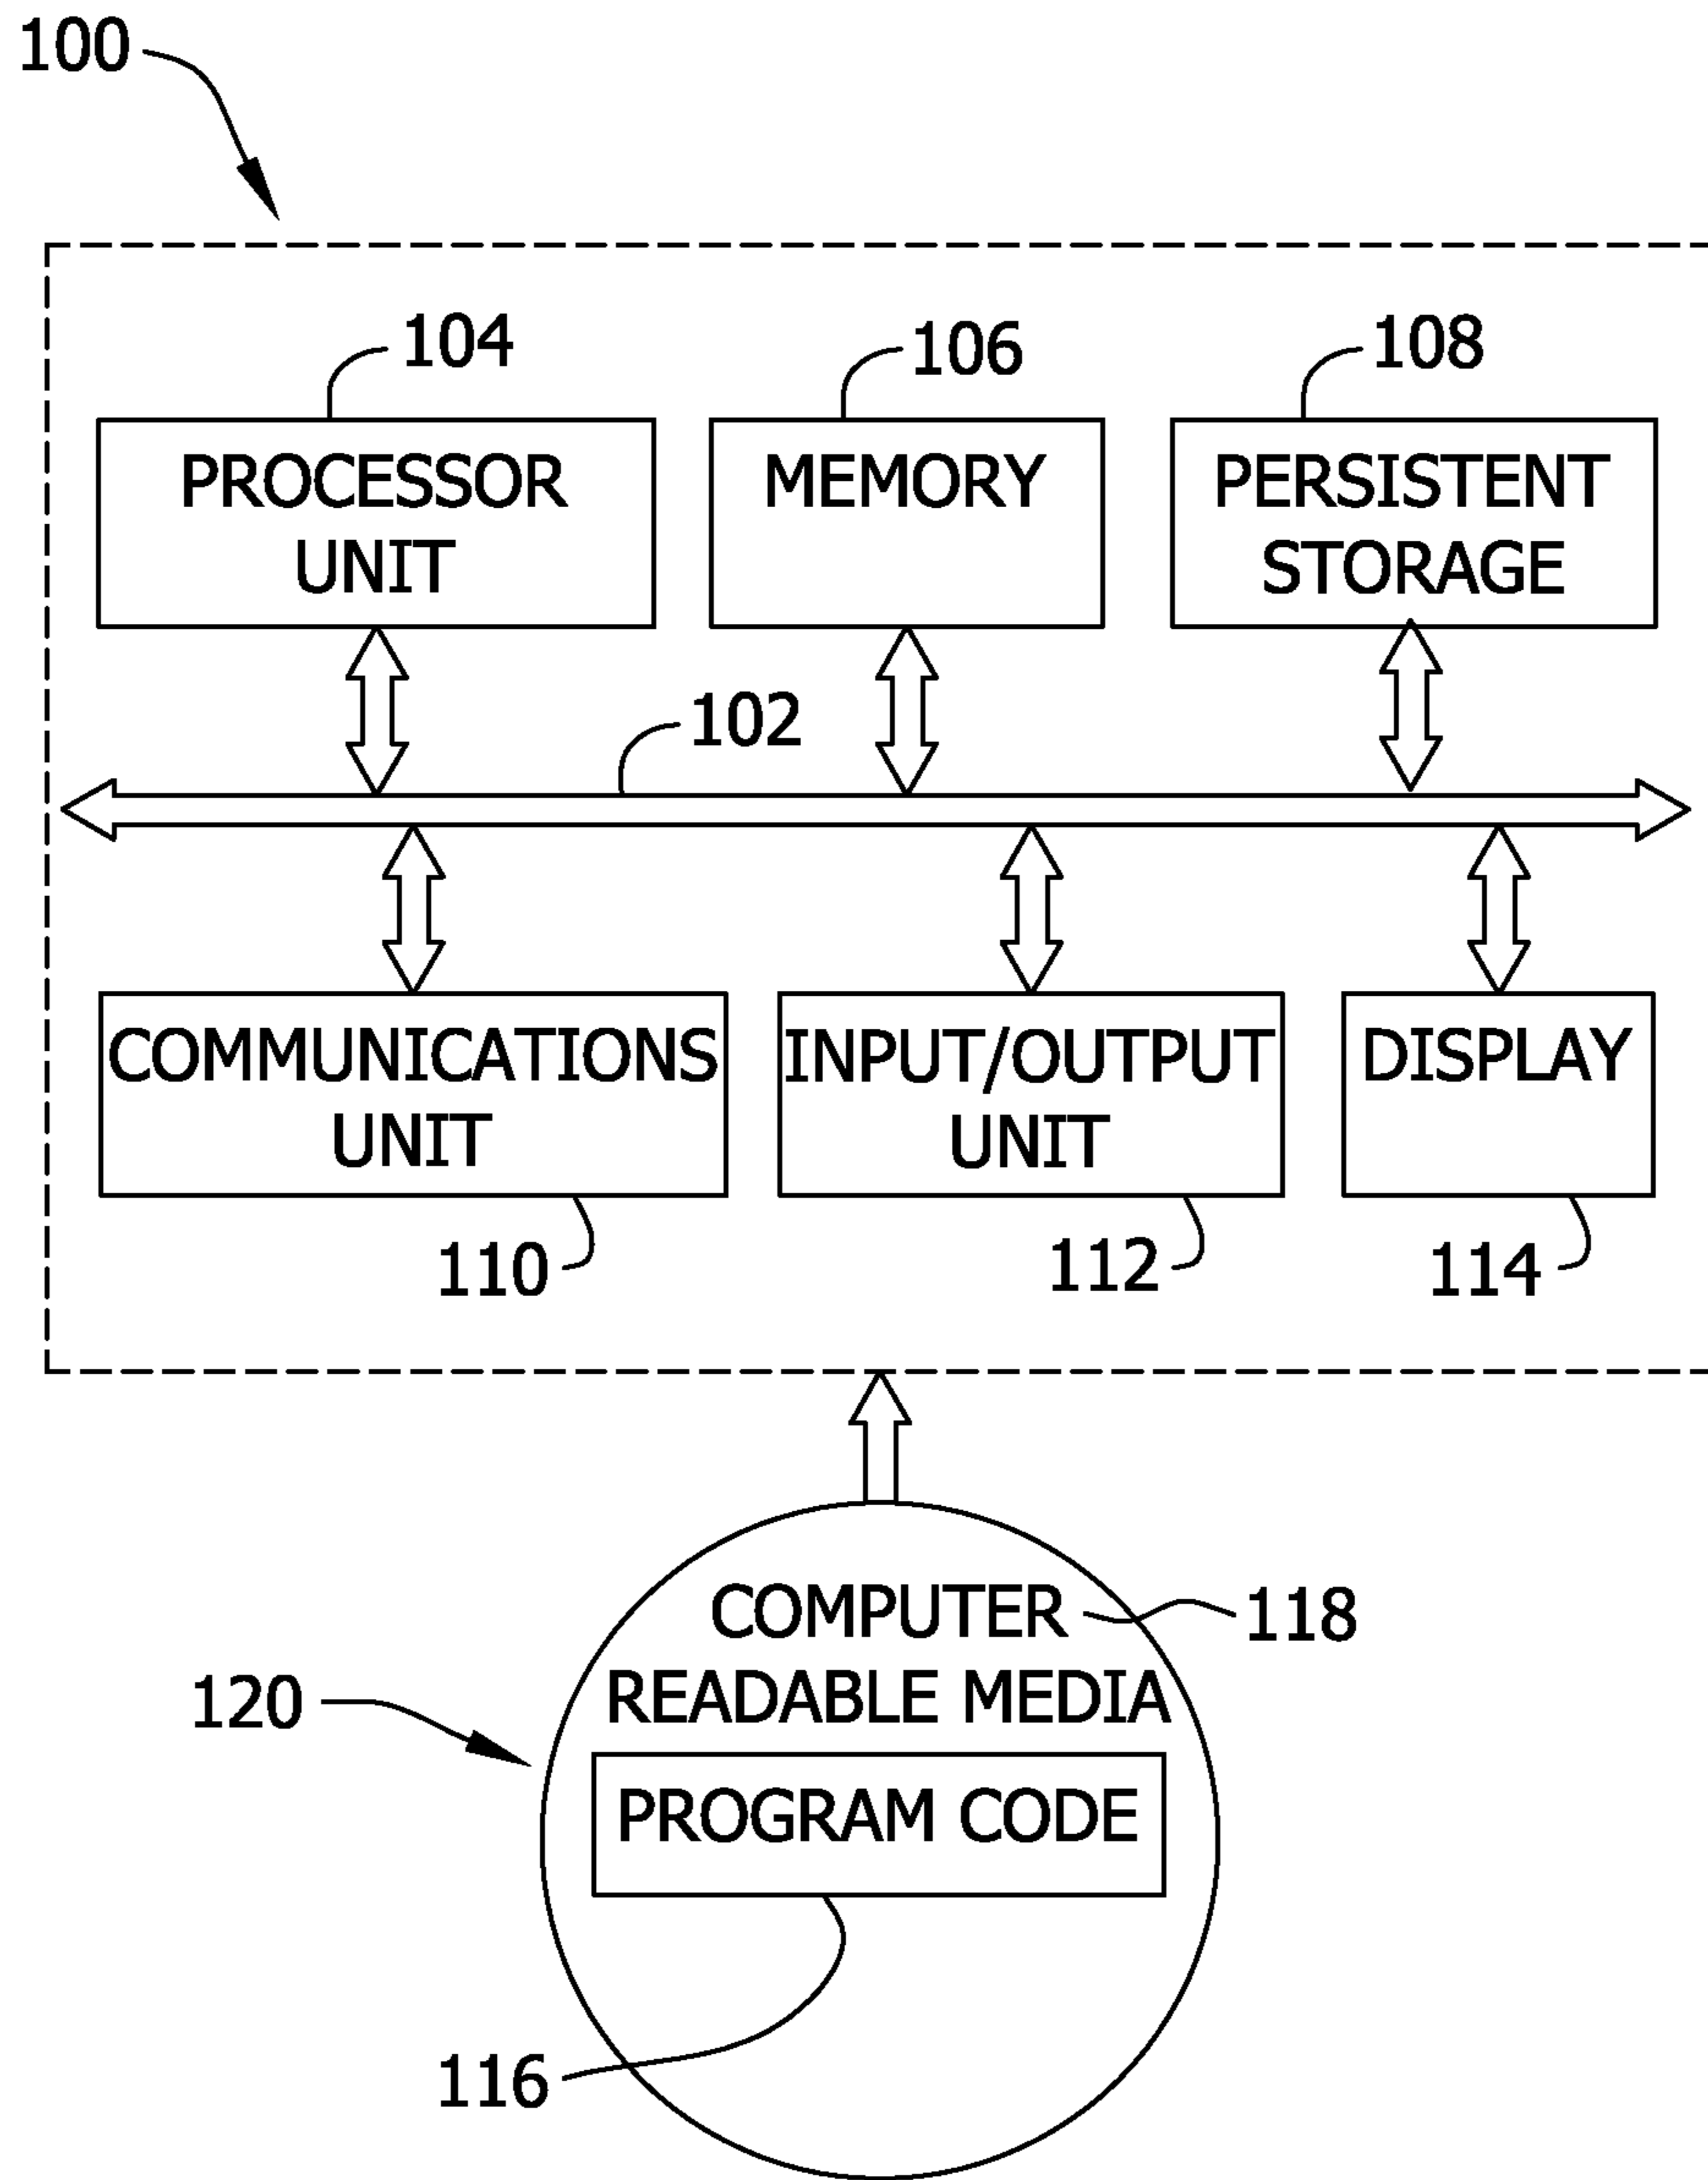 100
104
106
108
PROCESSOR
UNIT
MEMORY
PERSISTENT
STORAGE
102
COMMUNICATIONS
UNIT
INPUT/OUTPUT
UNIT
DISPLAY
110
112
114
COMPUTER
READABLE MEDIA
118
120
PROGRAM CODE
116